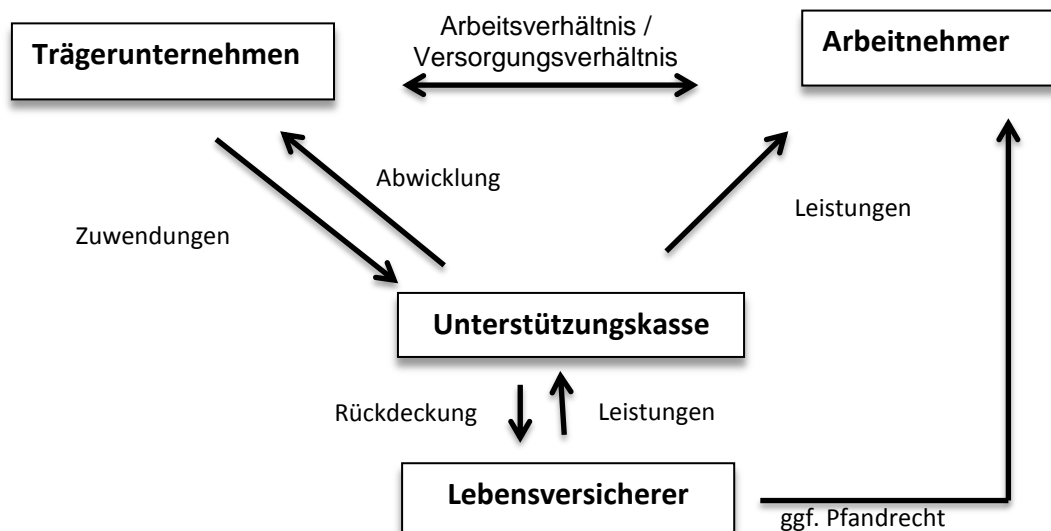 Trägerunternehmen
Arbeitsverhältnis /
Versorgungsverhältnis
Arbeitnehmer
Abwicklung
Zuwendungen
Leistungen
Unterstützungskasse
Rückdeckung
Leistungen
Lebensversicherer
ggf. Pfandrecht